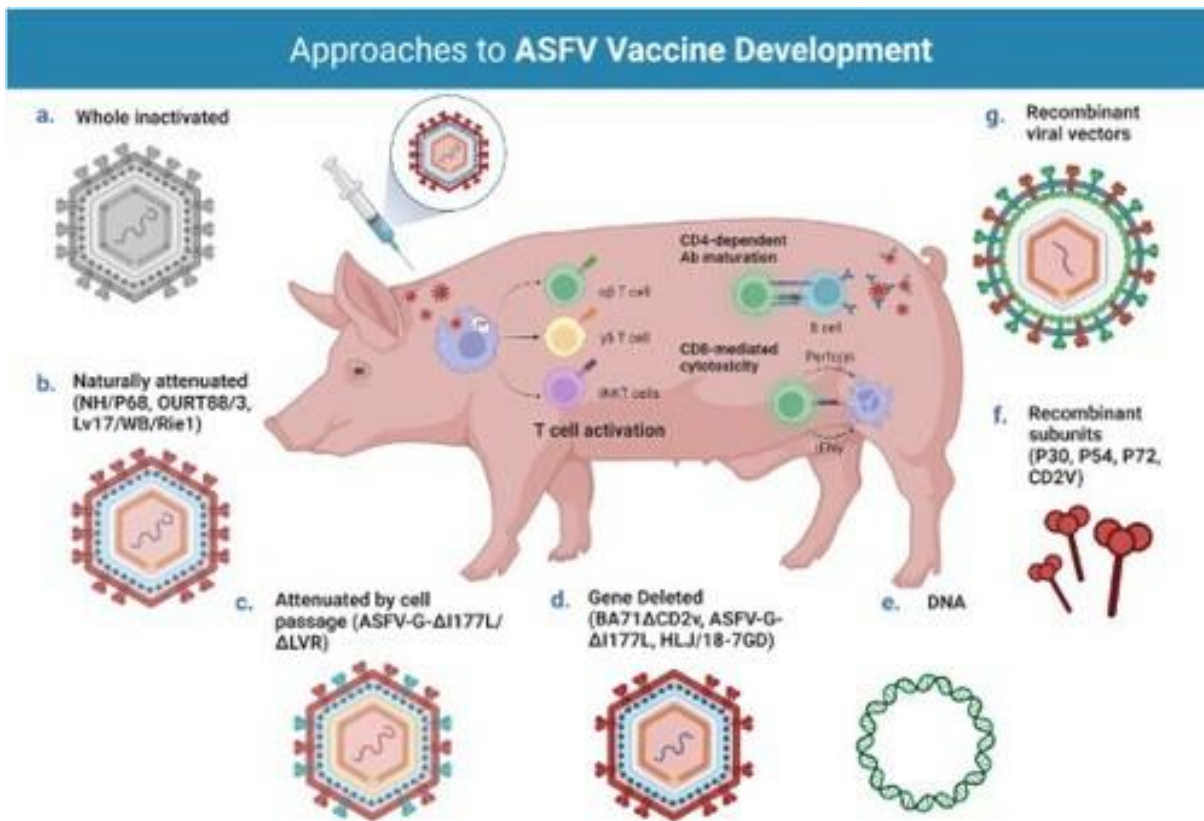 Approaches to ASFV Vaccine Development
a. Whole inactivated
b. Naturally attenuated
(NH/P68, OURT88/3,
Lv17/WB/Rie1)
c. Attenuated by cell
passage (ASFV-G-ΔI177L/
ΔLVR)
d. Gene Deleted
(BA71ΔCD2v, ASFV-G-
ΔI177L, HLJ/18-7GD)
e. DNA
f. Recombinant
subunits
(P30, P54, P72,
CD2V)
g. Recombinant
viral vectors
αβ T cell
γδ T cell
iNKT cells
T cell activation
CD4-dependent
Ab maturation
B cell
CD8-mediated
cytotoxicity
Perforin
IFNγ